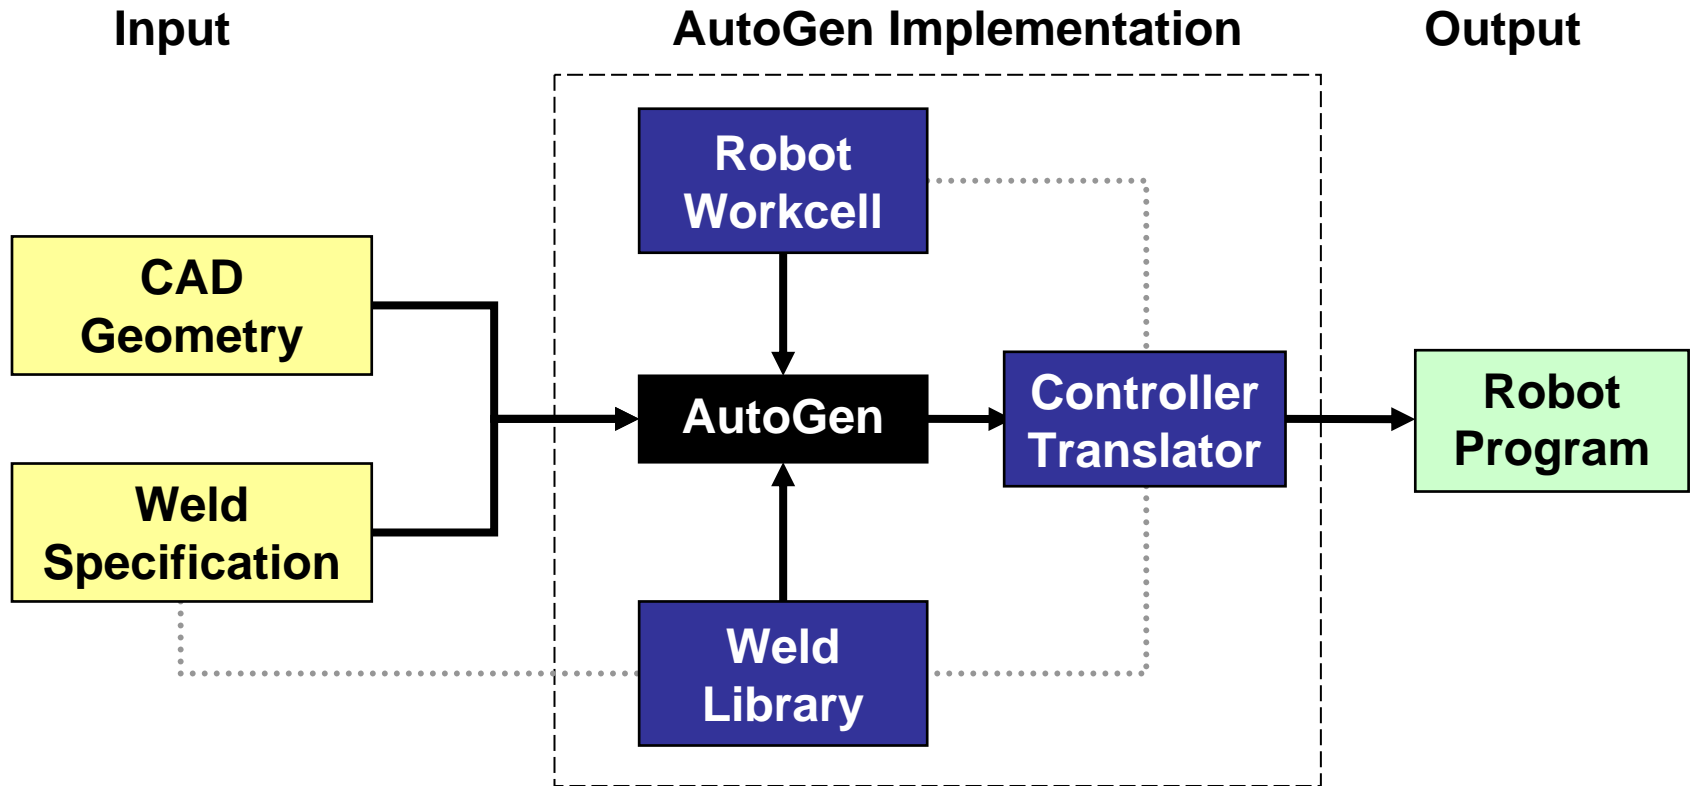 Input
AutoGen Implementation
Output
Robot
Workcell
CAD
Geometry
AutoGen
Controller
Translator
Robot
Program
Weld
Specification
Weld
Library